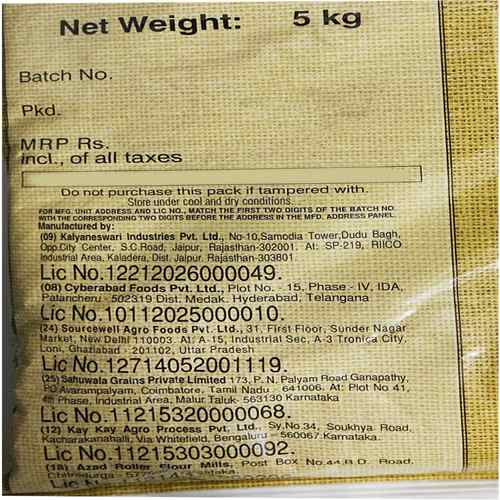 Net Weight: 5 kg
Batch No.
Pkd.
MRP Rs.
incl., of all taxes
Do not purchase this pack if tampered with.
Store under cool and dry conditions.
FOR MFG. UNIT ADDRESS AND LIC NO., MATCH THE FIRST TWO DIGITS OF THE BATCH NO.
WITH THE CORRESPONDING TWO DIGITS BEFORE THE ADDRESS IN THE MFD. ADDRESS PANEL.
Manufactured by:
(09) Kalyaneswari Industries Pvt. Ltd., No-10,Samodia Tower,Dudu Bagh,
Opp.City Center, S.C.Road, Jaipur, Rajasthan-302001. At: SP-219, RIICO
Industrial Area, Kaladera, Dist. Jaipur. Rajasthan-303801.
Lic No.12212026000049.
(08) Cyberabad Foods Pvt. Ltd., Plot No. - 15, Phase - IV, IDA,
Patancheru - 502319 Dist. Medak. Hyderabad, Telangana
Lic No.10112025000010.
(24) Sourcewell Agro Foods Pvt. Ltd., 31, First Floor, Sunder Nagar
Market, New Delhi 110003. At: A-15, Industrial Sec, A-3 Tronica City,
Loni, Ghaziabad - 201102, Uttar Pradesh
Lic No.12714052001119.
(25) Sahuwala Grains Private Limited 173, P. N. Palyam Road Ganapathy,
PO Avarampalyam, Coimbatore, Tamil Nadu - 641006. At: Plot No 41,
4th Phase, Industrial Area, Malur Taluk- 563130 Karnataka
Lic No.11215320000068.
(12) Kay Kay Agro Process Pvt. Ltd., Sy.No.34, Soukhya Road,
Kacharakanahalli, Via Whitefield, Bengaluru - 560067 Karnataka.
Lic No.11215303000092.
(18) Azad Roller Flour Mills, Post Box No 44,B.D. Road,
Lic N